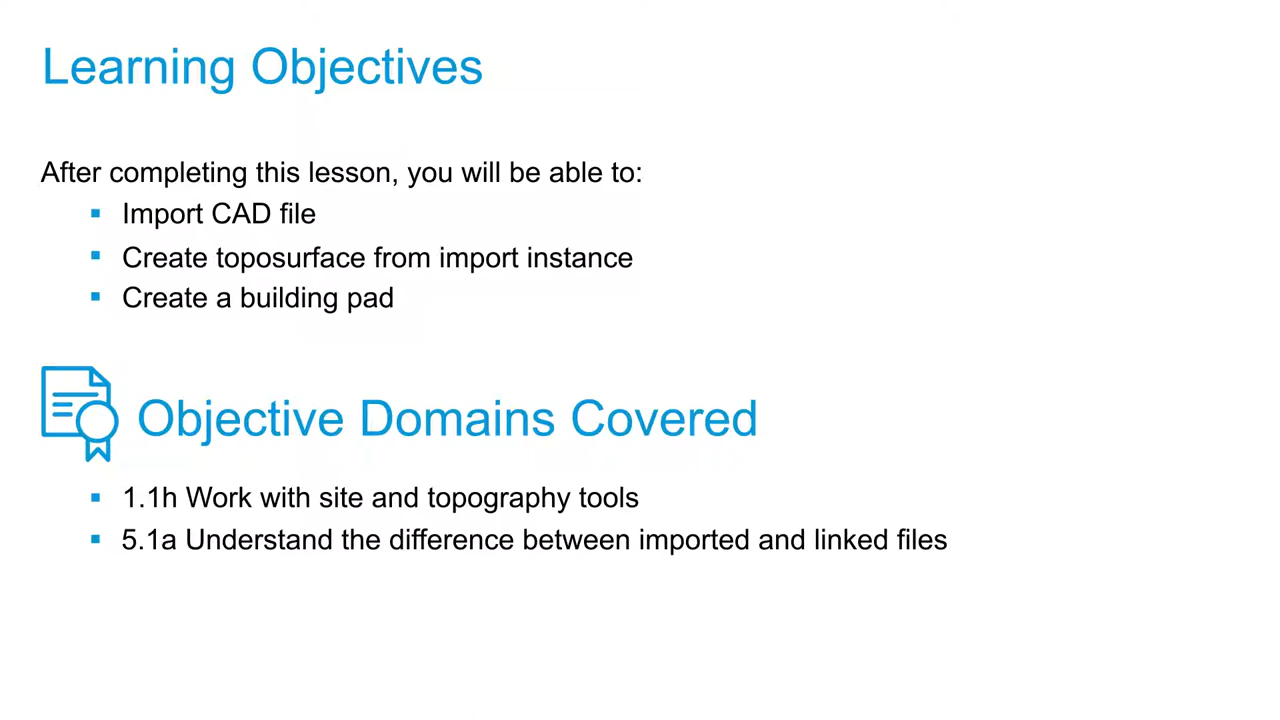 Learning Objectives
After completing this lesson, you will be able to:
▪ Import CAD file
▪ Create toposurface from import instance
▪ Create a building pad
Objective Domains Covered
▪ 1.1h Work with site and topography tools
▪ 5.1a Understand the difference between imported and linked files